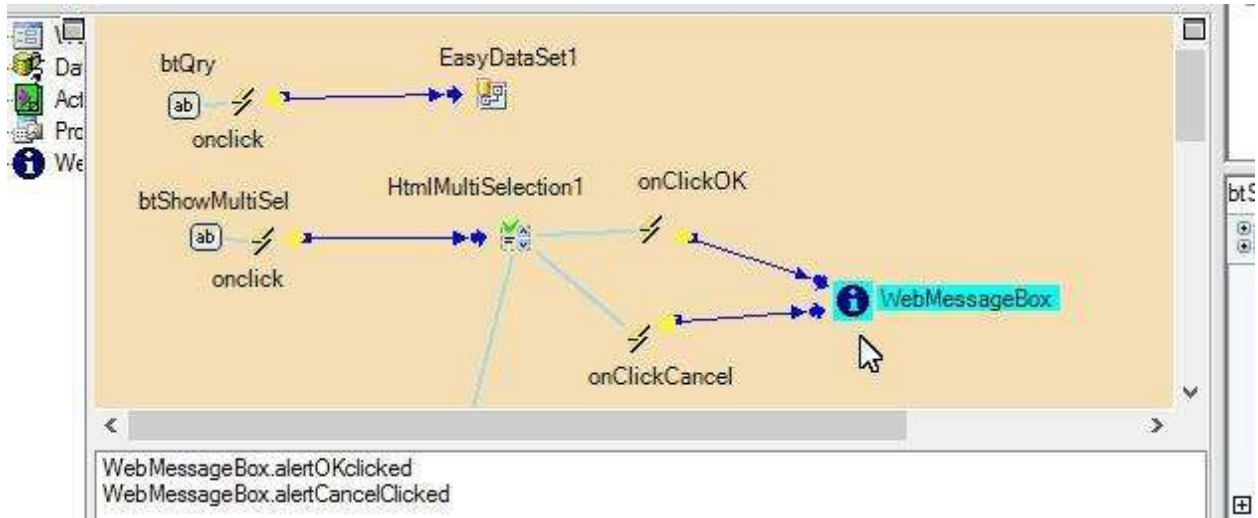 Da
Act
Pro
We
btQry
EasyDataSet1
ab
onclick
btShowMultiSel
HtmlMultiSelection1
onClickOK
ab
onclick
WebMessageBox
onClickCancel
WebMessageBox.alertOKclicked
WebMessageBox.alertCancelClicked
btS